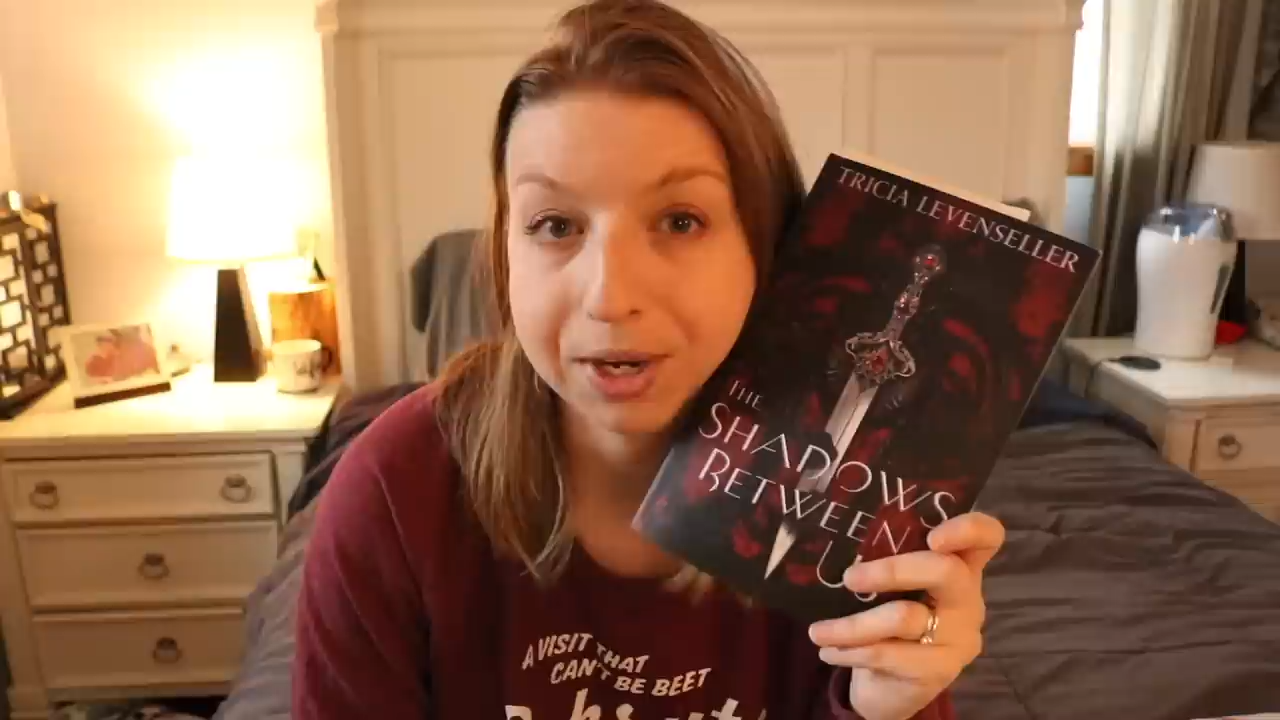 TRICIA LEVENSELLER
THE
SHADOWS
BETWEEN
US
A VISIT THAT
CAN'T BE BEET